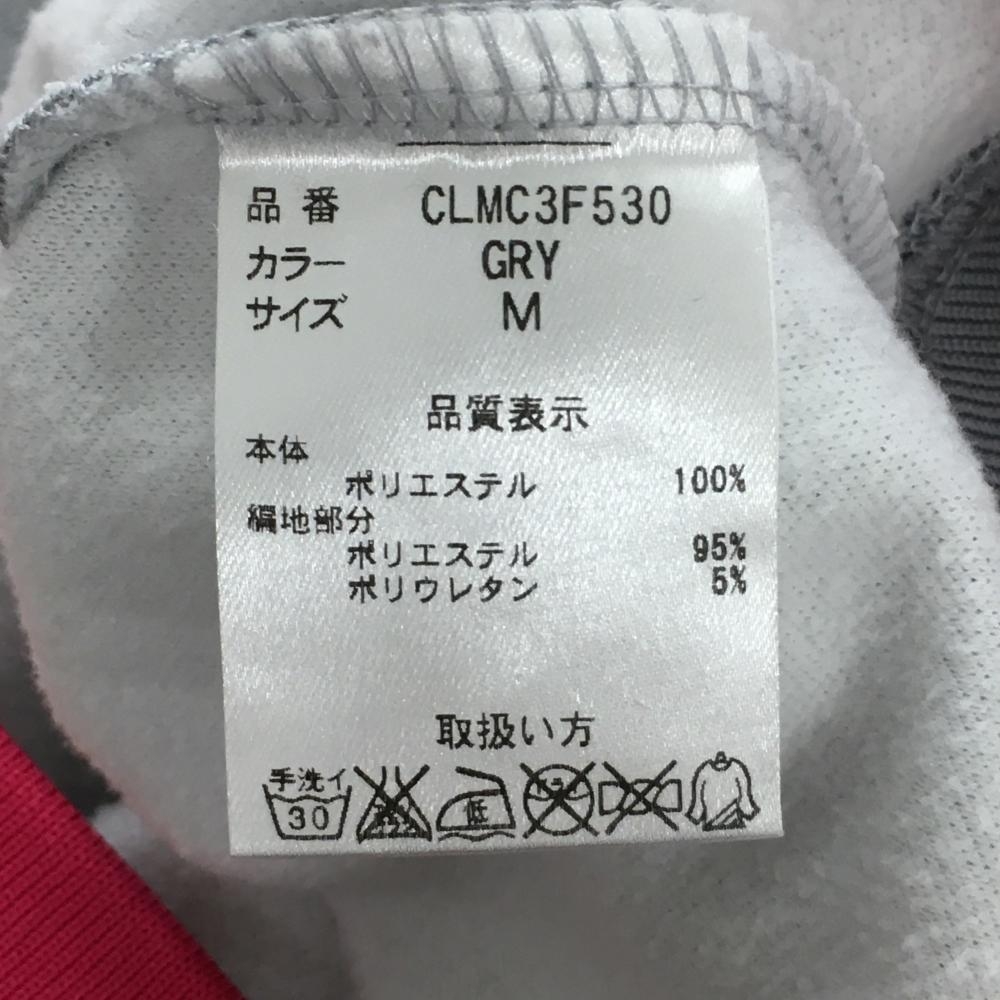 品番 CLMC3F530
カラー GRY
サイズ M
品質表示
本体
ポリエステル 100%
編地部分
ポリエステル 95%
ポリウレタン 5%
取扱い方
手洗イ
30
低